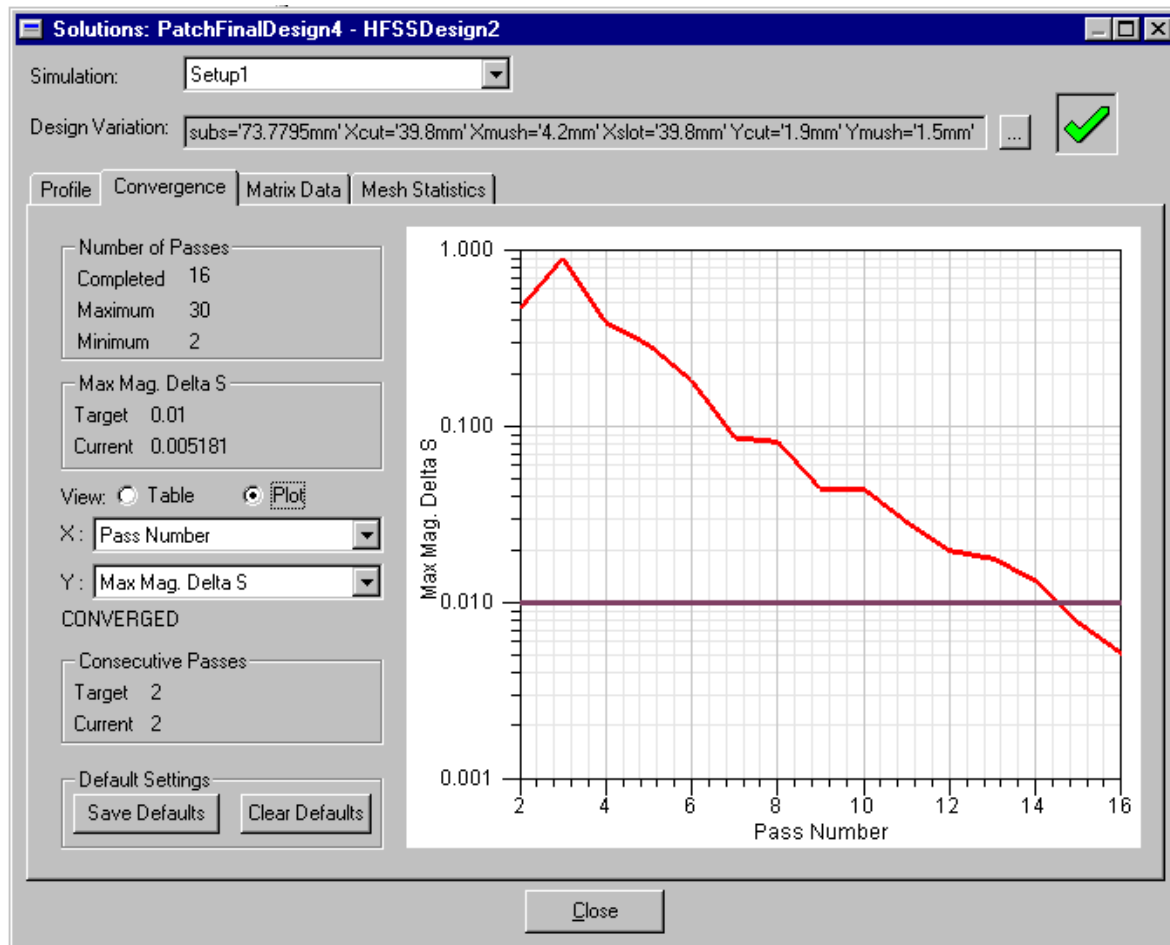 Solutions: PatchFinalDesign4 - HFSSDesign2
Simulation: Setup1
Design Variation: subs='73.7795mm' Xcut='39.8mm' Xmush='4.2mm' Xslot='39.8mm' Ycut='1.9mm' Ymush='1.5mm' ...
Profile Convergence Matrix Data Mesh Statistics
Number of Passes
Completed 16
Maximum 30
Minimum 2
Max Mag. Delta S
Target 0.01
Current 0.005181
View: Table Plot
X : Pass Number
Y : Max Mag. Delta S
CONVERGED
Consecutive Passes
Target 2
Current 2
Default Settings
Save Defaults Clear Defaults
1.000
0.100
0.010
0.001
Max Mag. Delta S
2 4 6 8 10 12 14 16
Pass Number
Close